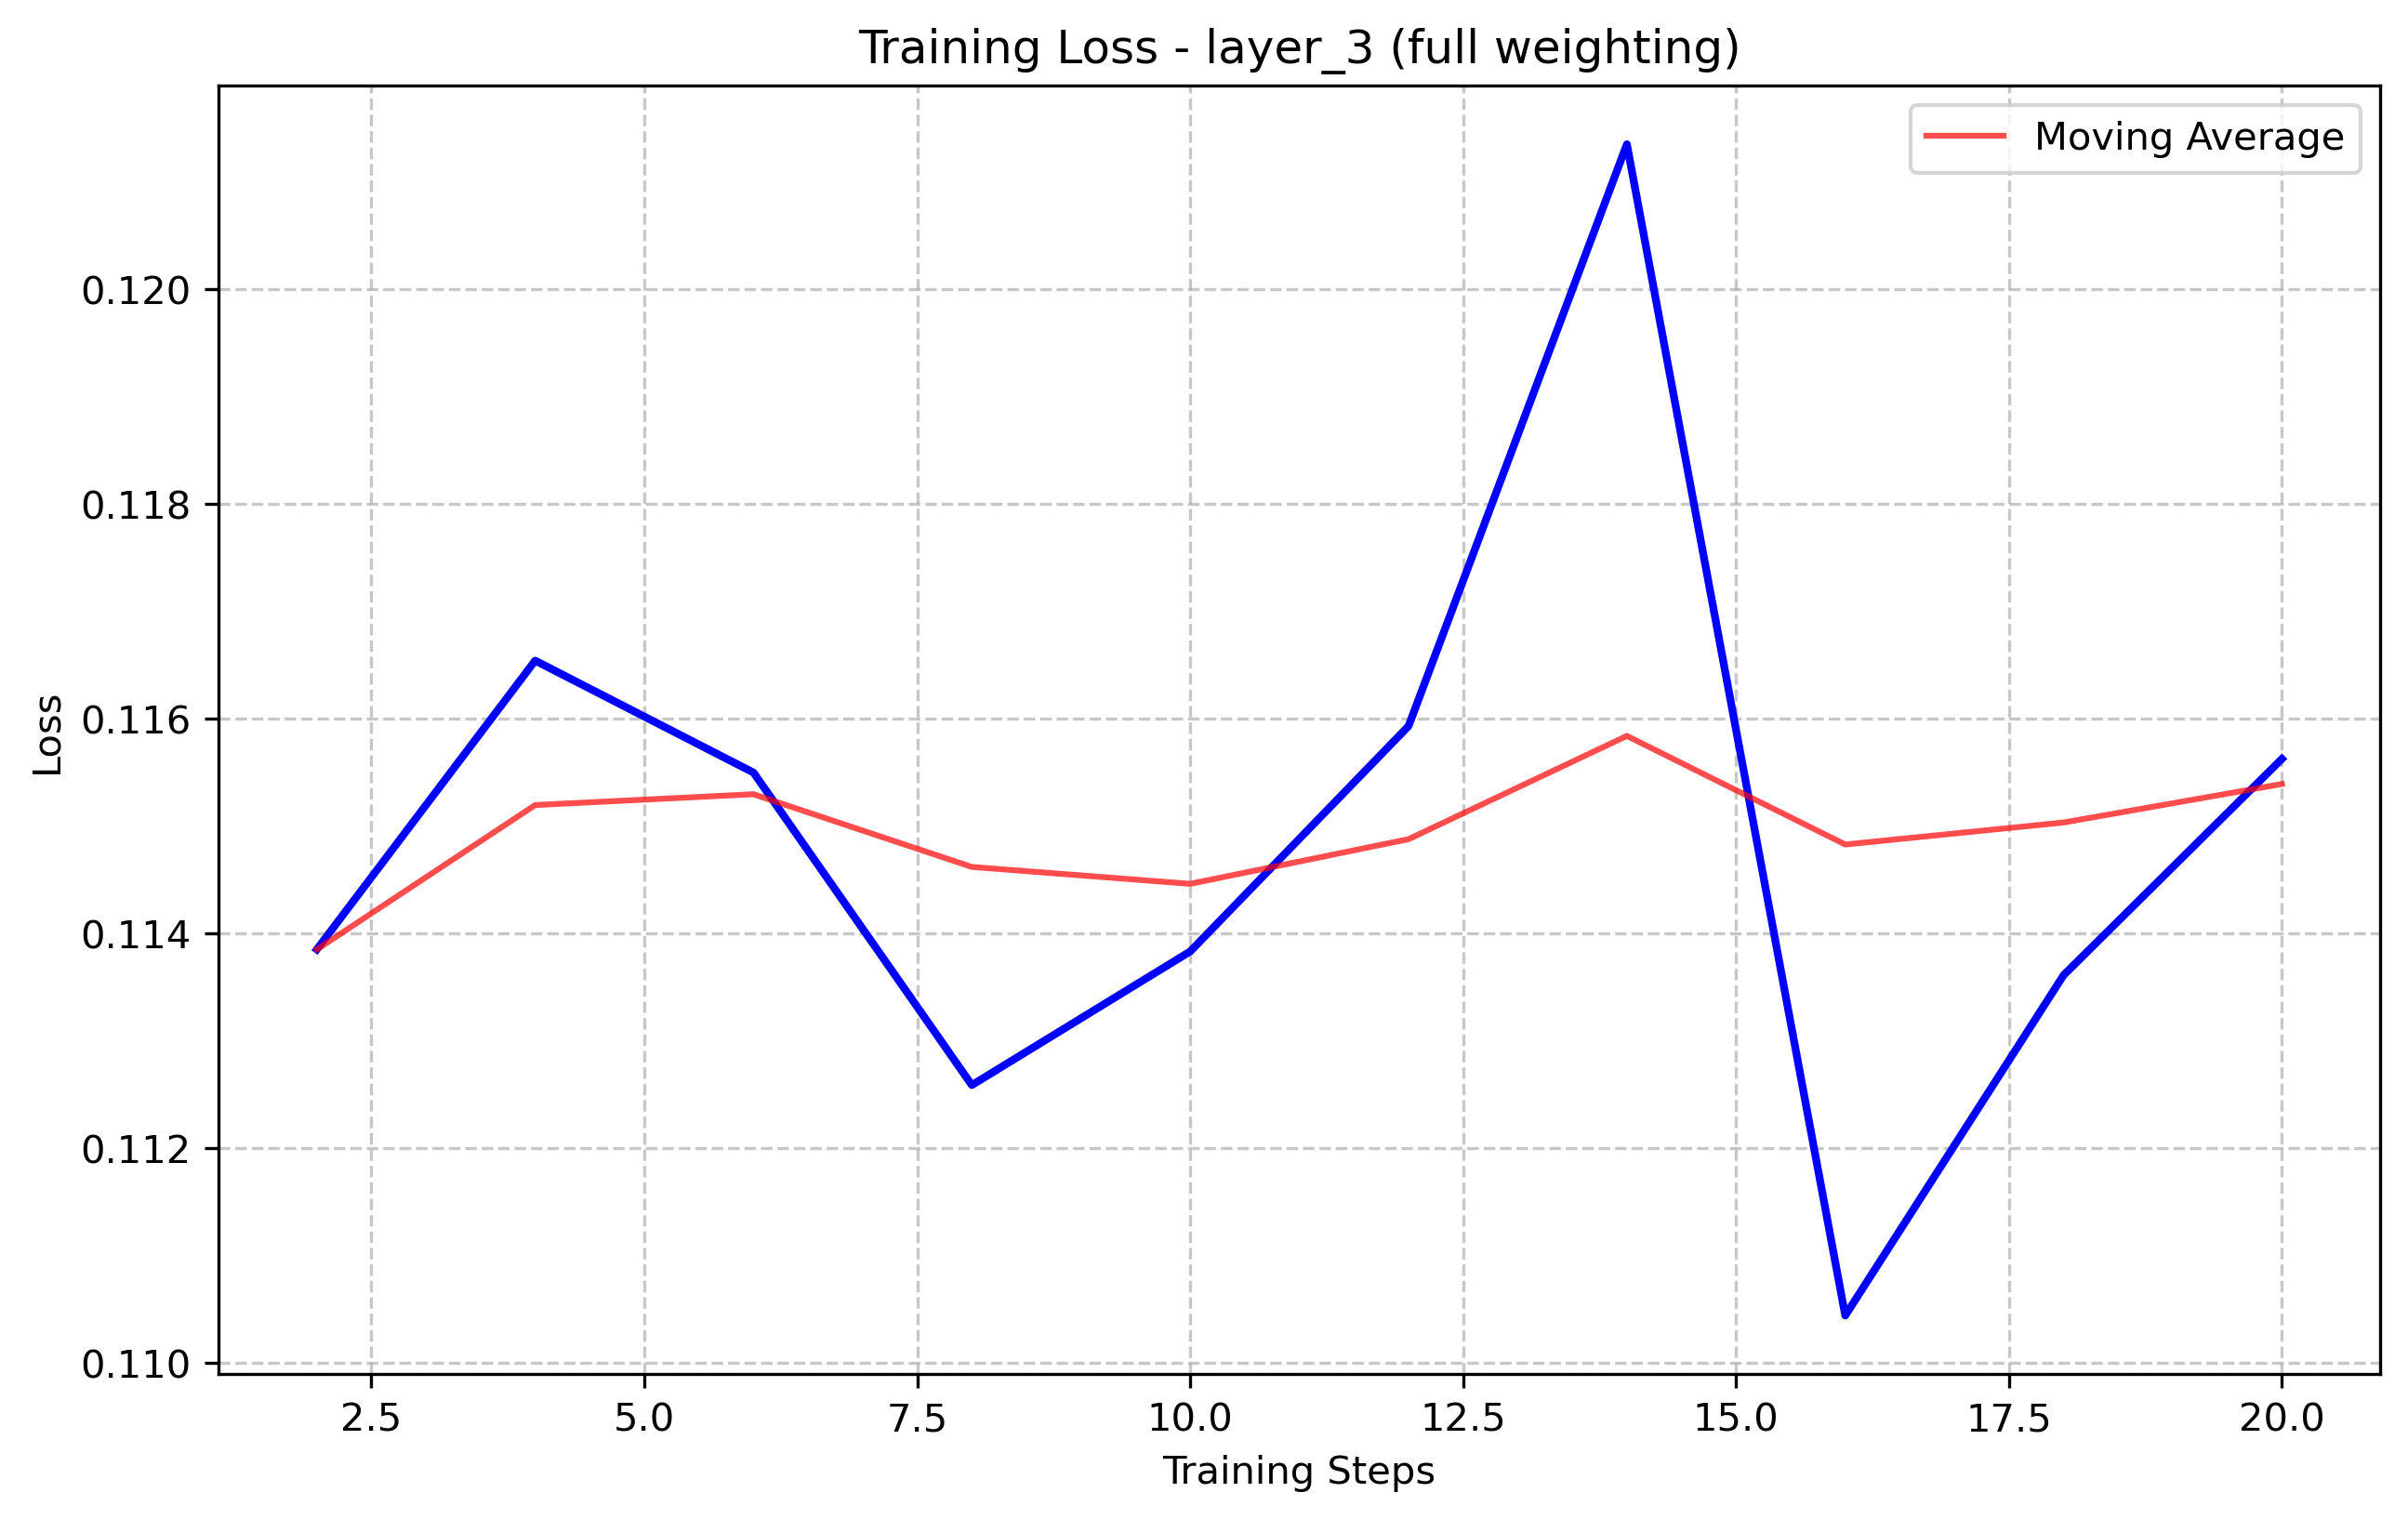 Training Loss - layer_3 (full weighting)
Moving Average
0.120
0.118
0.116
0.114
0.112
0.110
Loss
2.5 5.0 7.5 10.0 12.5 15.0 17.5 20.0
Training Steps